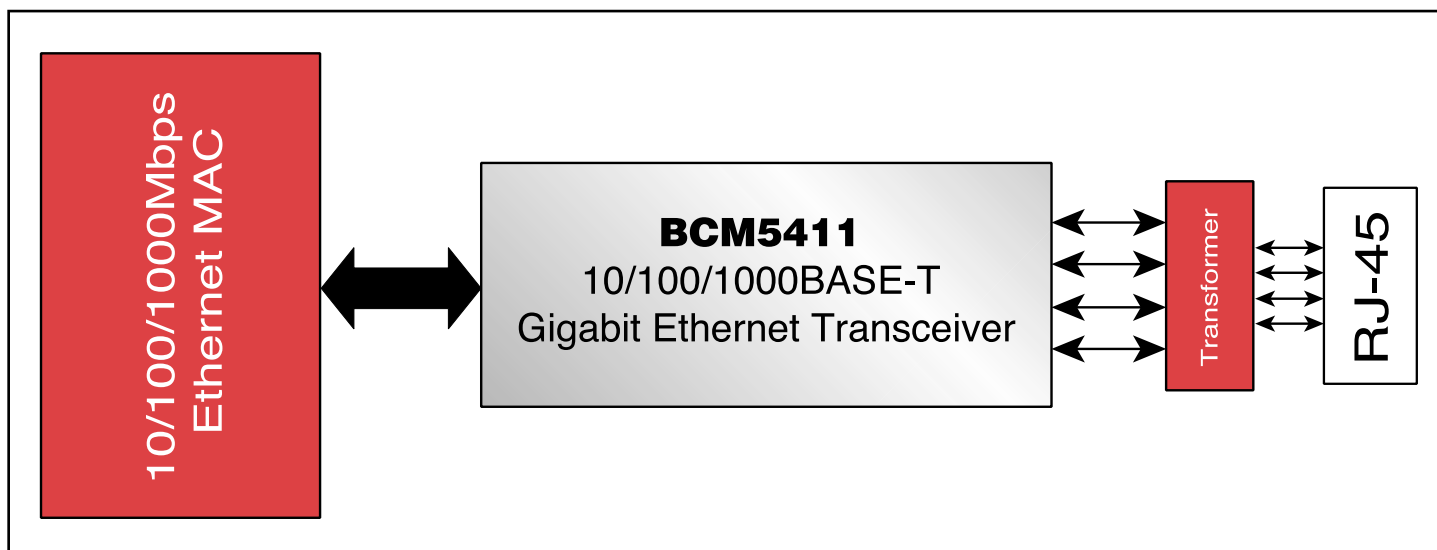 10/100/1000Mbps
Ethernet MAC
BCM5411
10/100/1000BASE-T
Gigabit Ethernet Transceiver
Transformer
RJ-45